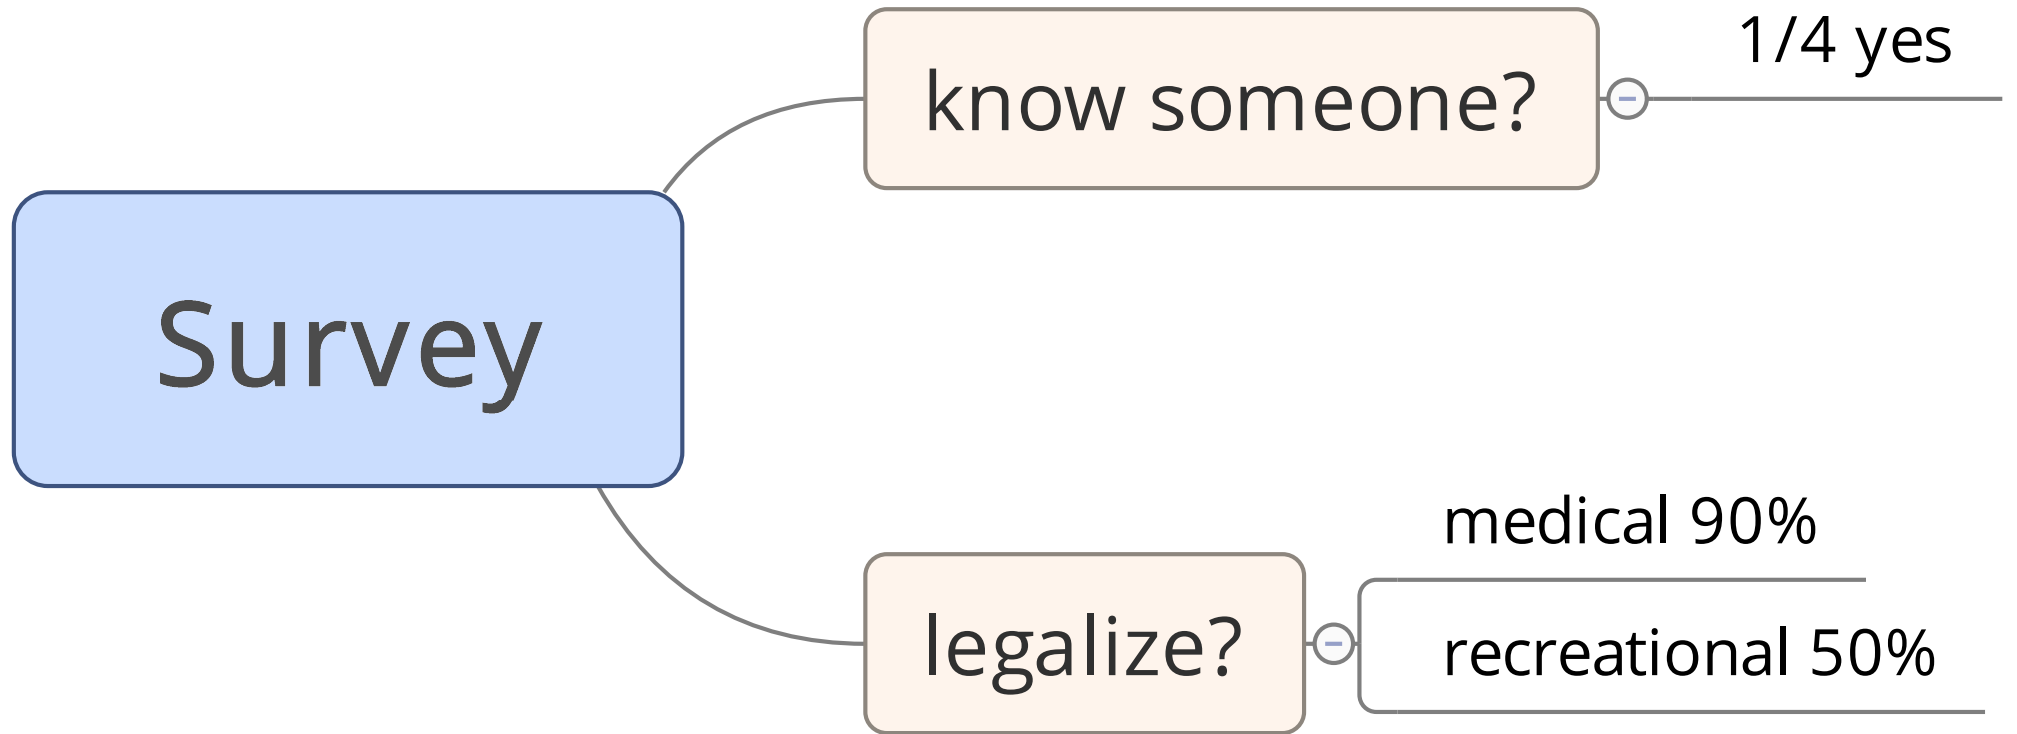 Survey
know someone?
1/4 yes
legalize?
medical 90%
recreational 50%